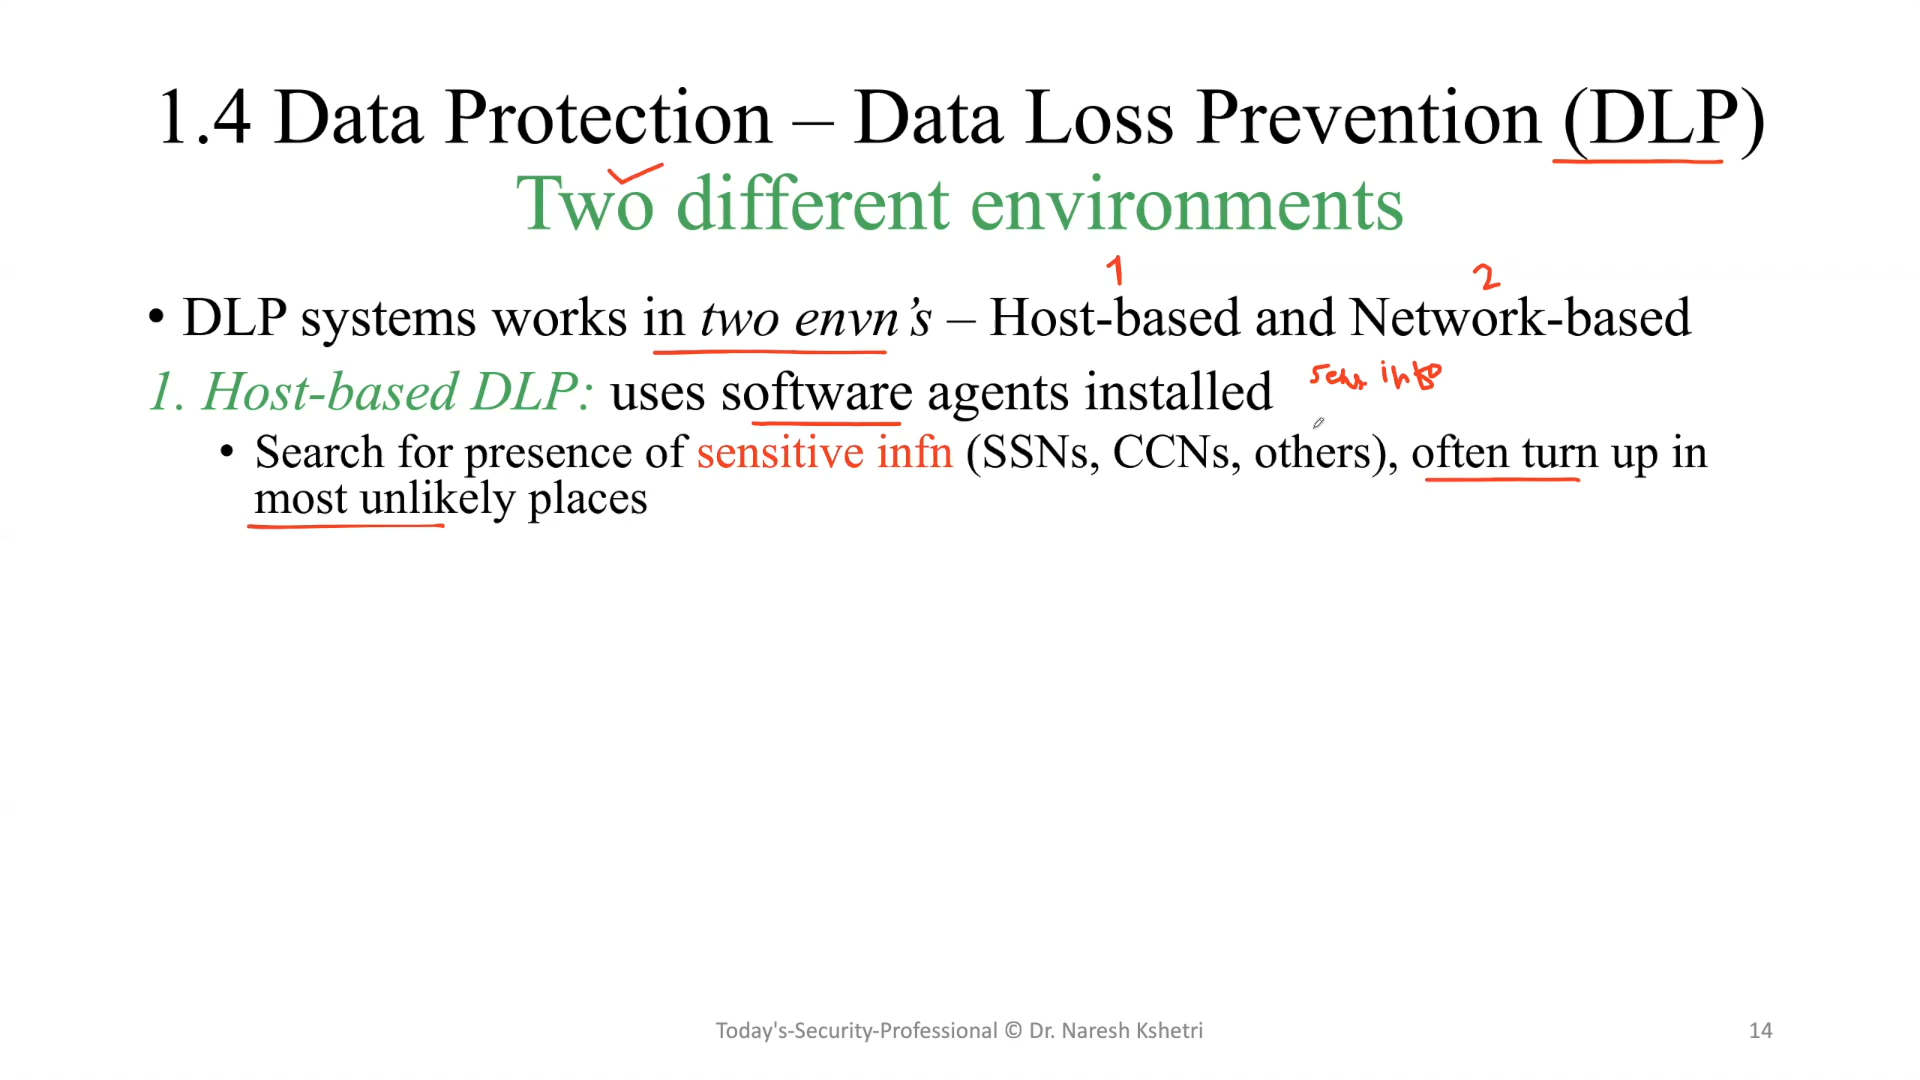 1.4 Data Protection – Data Loss Prevention (DLP)
Two different environments
1 2
• DLP systems works in two envn’s – Host-based and Network-based
1. Host-based DLP: uses software agents installed sens. info
• Search for presence of sensitive infn (SSNs, CCNs, others), often turn up in
most unlikely places
Today's-Security-Professional © Dr. Naresh Kshetri 14